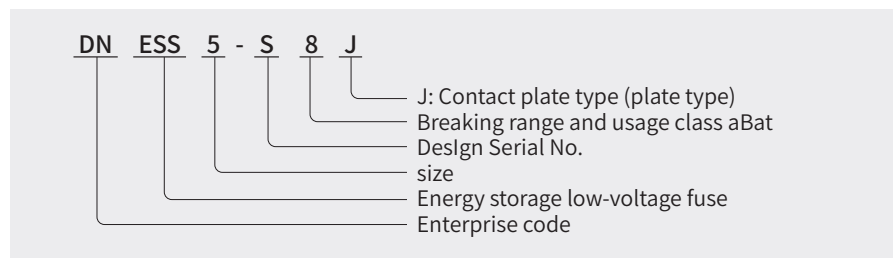 DN ESS 5 - S 8 J
J: Contact plate type (plate type)
Breaking range and usage class aBat
DesIgn Serial No.
size
Energy storage low-voltage fuse
Enterprise code